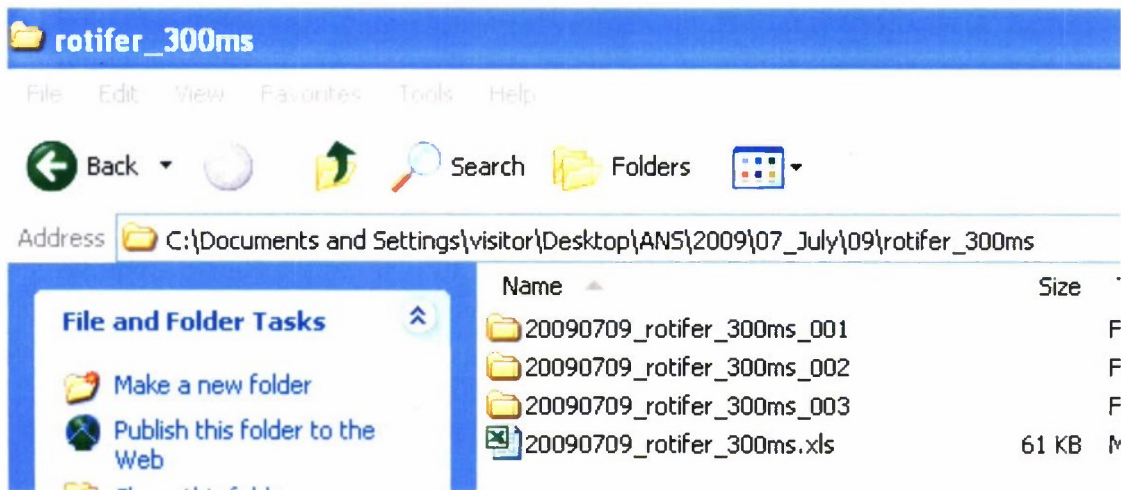 rotifer_300ms
File Edit View Favorites Tools Help
Back Search Folders
Address C:\Documents and Settings\visitor\Desktop\ANS\2009\07_July\09\rotifer_300ms
Name Size
File and Folder Tasks
20090709_rotifer_300ms_001 F
20090709_rotifer_300ms_002 F
Make a new folder
20090709_rotifer_300ms_003 F
Publish this folder to the
Web
20090709_rotifer_300ms.xls 61 KB M